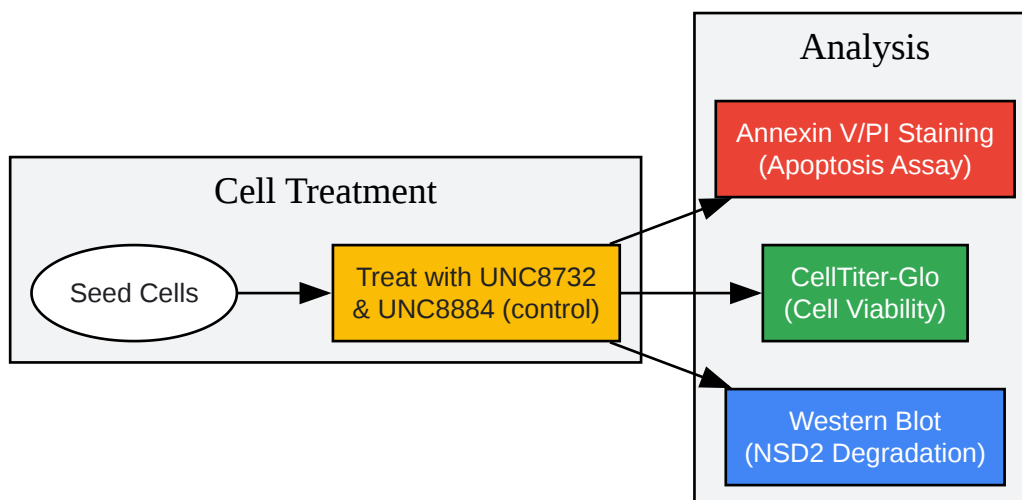 Cell Treatment
Seed Cells
Treat with UNC8732
& UNC8884 (control)
Analysis
Annexin V/PI Staining
(Apoptosis Assay)
CellTiter-Glo
(Cell Viability)
Western Blot
(NSD2 Degradation)